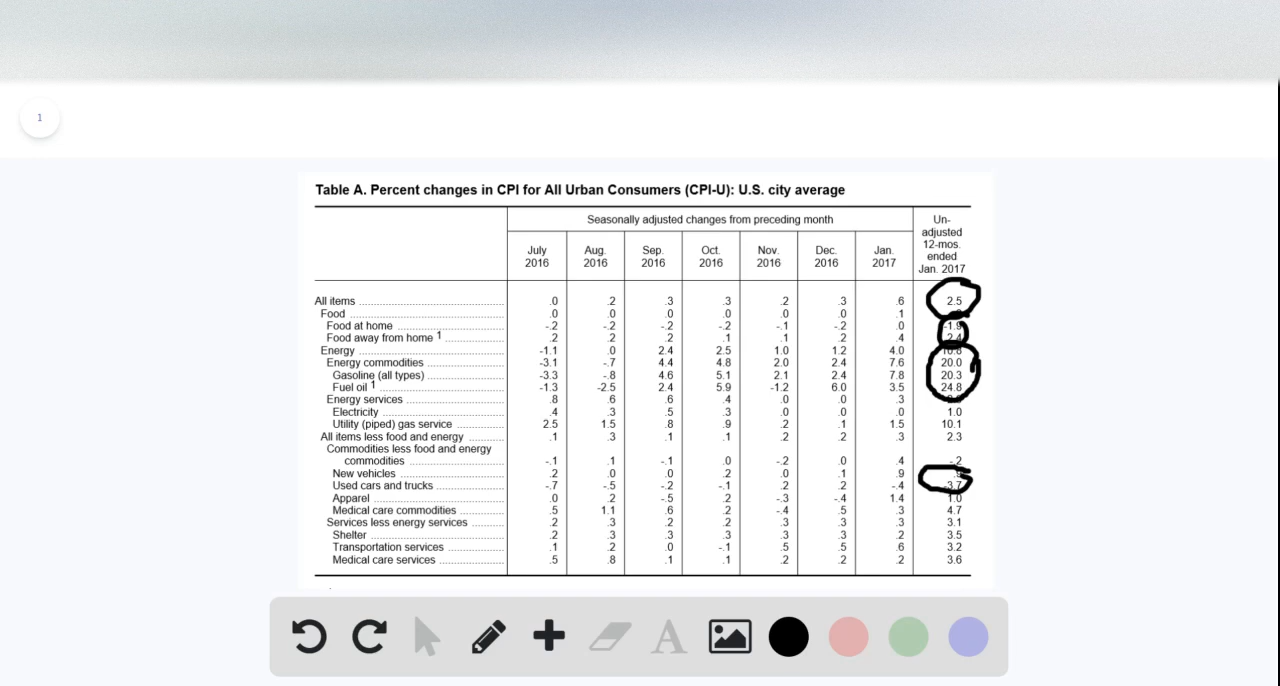 1
Table A. Percent changes in CPI for All Urban Consumers (CPI-U): U.S. city average
Seasonally adjusted changes from preceding month
Un-
adjusted
12-mos.
ended
Jan. 2017
July 2016 Aug. 2016 Sep. 2016 Oct. 2016 Nov. 2016 Dec. 2016 Jan. 2017
All items .0 .2 .3 .3 .2 .3 .6 2.5
Food .0 .0 .0 .0 .0 .0 .1
Food at home -.2 -.2 -.2 -.2 -.1 -.2 .0 -1.9
Food away from home 1 .2 .2 .2 .1 .1 .2 .4 2.4
Energy -1.1 .0 2.4 2.5 1.0 1.2 4.0 10.8
Energy commodities -3.1 -.7 4.4 4.8 2.0 2.4 7.6 20.0
Gasoline (all types) -3.3 -.8 4.6 5.1 2.1 2.4 7.8 20.3
Fuel oil 1 -1.3 -2.5 2.4 5.9 -1.2 6.0 3.5 24.8
Energy services .8 .6 .6 .4 .0 .0 .3
Electricity .4 .3 .5 .3 .0 .0 .0 1.0
Utility (piped) gas service 2.5 1.5 .8 .9 .2 .1 1.5 10.1
All items less food and energy .1 .3 .1 .1 .2 .2 .3 2.3
Commodities less food and energy
commodities -.1 .1 -.1 .0 -.2 .0 .4 -.2
New vehicles .2 .0 .0 .2 .0 .1 .9
Used cars and trucks -.7 -.5 -.2 -.1 .2 .2 -.4 -3.7
Apparel .0 .2 -.5 .2 -.3 -.4 1.4 1.0
Medical care commodities .5 1.1 .6 .2 -.4 .5 .3 4.7
Services less energy services .2 .3 .2 .2 .3 .3 .3 3.1
Shelter .2 .3 .3 .3 .3 .3 .2 3.5
Transportation services .1 .2 .0 -.1 .5 .5 .6 3.2
Medical care services .5 .8 .1 .1 .2 .2 .2 3.6
A